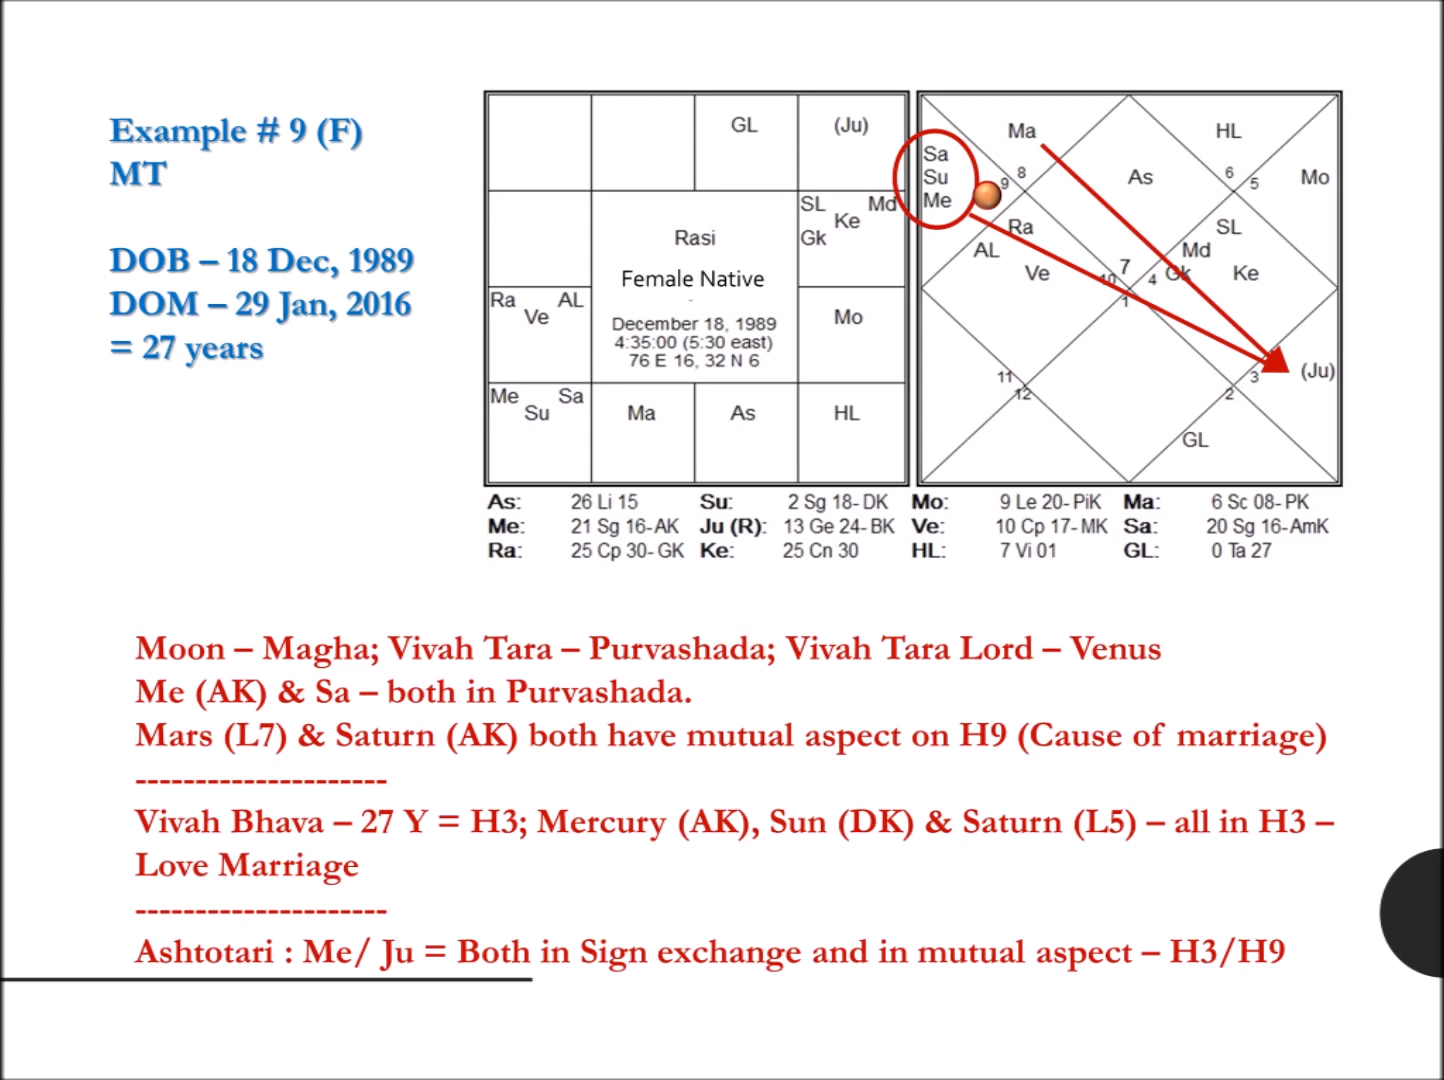 Example # 9 (F)
MT
DOB – 18 Dec, 1989
DOM – 29 Jan, 2016
= 27 years
GL
(Ju)
SL Md
Ke
Gk
Rasi
Female Native
-
December 18, 1989
4:35:00 (5:30 east)
76 E 16, 32 N 6
Ra AL
Ve
Mo
Me Sa
Su
Ma
As
HL
Ma
HL
Sa
Su
Me
As
Mo
9
8
6
5
Ra
AL
Ve
SL
Md
Gk
Ke
7
10
4
1
11
12
3
2
(Ju)
GL
As: 26 Li 15 Su: 2 Sg 18- DK Mo: 9 Le 20- PiK Ma: 6 Sc 08- PK
Me: 21 Sg 16-AK Ju (R): 13 Ge 24- BK Ve: 10 Cp 17- MK Sa: 20 Sg 16-AmK
Ra: 25 Cp 30- GK Ke: 25 Cn 30 HL: 7 Vi 01 GL: 0 Ta 27
Moon – Magha; Vivah Tara – Purvashada; Vivah Tara Lord – Venus
Me (AK) & Sa – both in Purvashada.
Mars (L7) & Saturn (AK) both have mutual aspect on H9 (Cause of marriage)
---------------------
Vivah Bhava – 27 Y = H3; Mercury (AK), Sun (DK) & Saturn (L5) – all in H3 –
Love Marriage
---------------------
Ashtotari : Me/ Ju = Both in Sign exchange and in mutual aspect – H3/H9